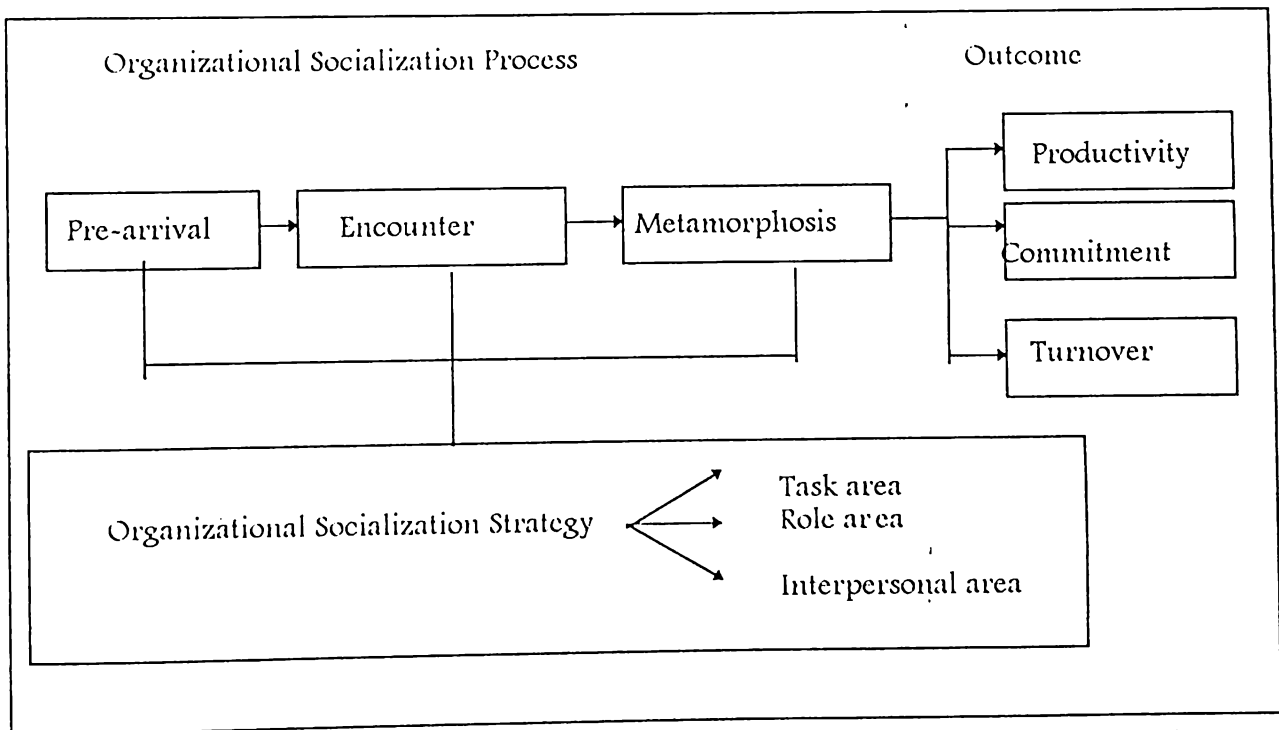 Organizational Socialization Process
Outcome
Productivity
Pre-arrival
Encounter
Metamorphosis
Commitment
Turnover
Organizational Socialization Strategy
Task area
Role area
Interpersonal area